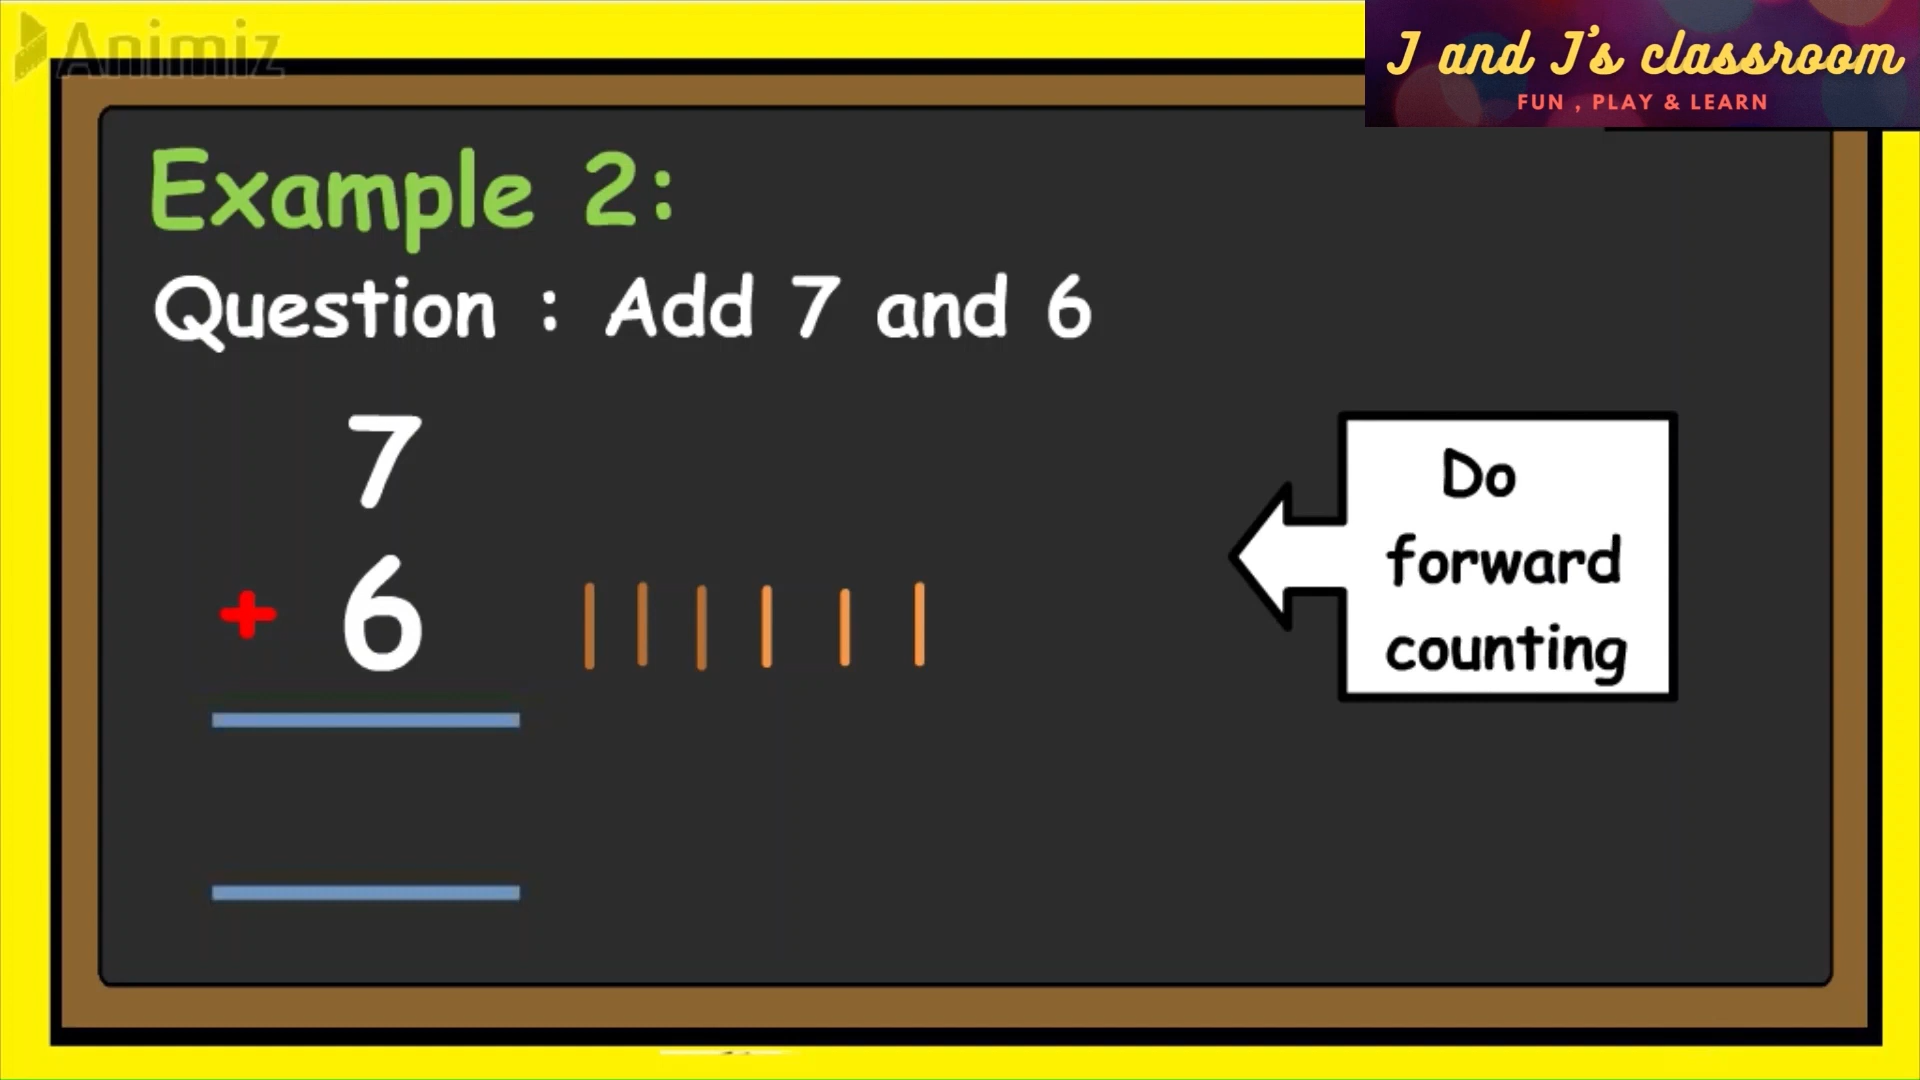 Animiz
J and J's classroom
FUN , PLAY & LEARN
Example 2:
Question : Add 7 and 6
7
+ 6
Do
forward
counting